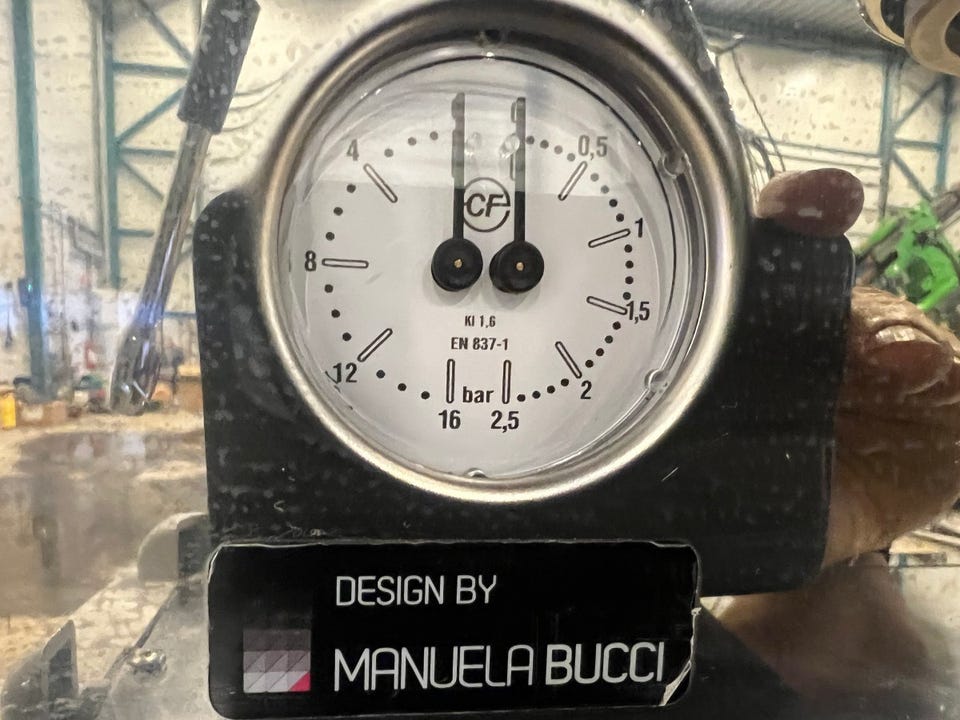 4
0,5
CF
8
1
KI 1,6
1,5
EN 837-1
12
bar
2
16
2,5
DESIGN BY
MANUELA BUCCI